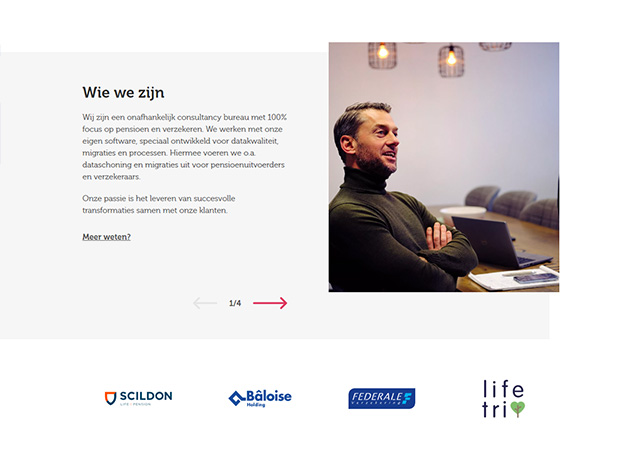 Wie we zijn
Wij zijn een onafhankelijk consultancy bureau met 100%
focus op pensioen en verzekeren. We werken met onze
eigen software, speciaal ontwikkeld voor datakwaliteit,
migraties en processen. Hiermee voeren we o.a.
dataschoning en migraties uit voor pensioenuitvoerders
en verzekeraars.
Onze passie is het leveren van succesvolle
transformaties samen met onze klanten.
Meer weten?
1/4
SCILDON
LIFE • PENSION
Bâloise
Holding
FEDERALE
Verzekering
life
tri